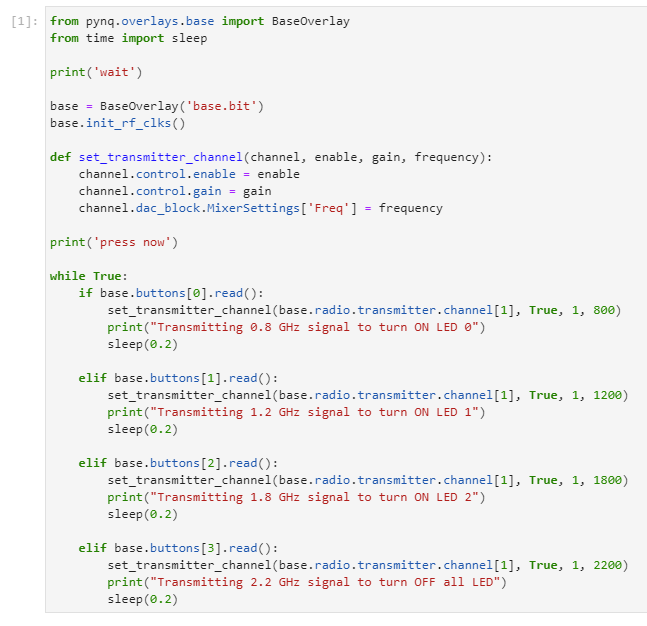 [1]: from pynq.overlays.base import BaseOverlay
from time import sleep
print('wait')
base = BaseOverlay('base.bit')
base.init_rf_clks()
def set_transmitter_channel(channel, enable, gain, frequency):
    channel.control.enable = enable
    channel.control.gain = gain
    channel.dac_block.MixerSettings['Freq'] = frequency
print('press now')
while True:
    if base.buttons[0].read():
        set_transmitter_channel(base.radio.transmitter.channel[1], True, 1, 800)
        print("Transmitting 0.8 GHz signal to turn ON LED 0")
        sleep(0.2)
    elif base.buttons[1].read():
        set_transmitter_channel(base.radio.transmitter.channel[1], True, 1, 1200)
        print("Transmitting 1.2 GHz signal to turn ON LED 1")
        sleep(0.2)
    elif base.buttons[2].read():
        set_transmitter_channel(base.radio.transmitter.channel[1], True, 1, 1800)
        print("Transmitting 1.8 GHz signal to turn ON LED 2")
        sleep(0.2)
    elif base.buttons[3].read():
        set_transmitter_channel(base.radio.transmitter.channel[1], True, 1, 2200)
        print("Transmitting 2.2 GHz signal to turn OFF all LED")
        sleep(0.2)